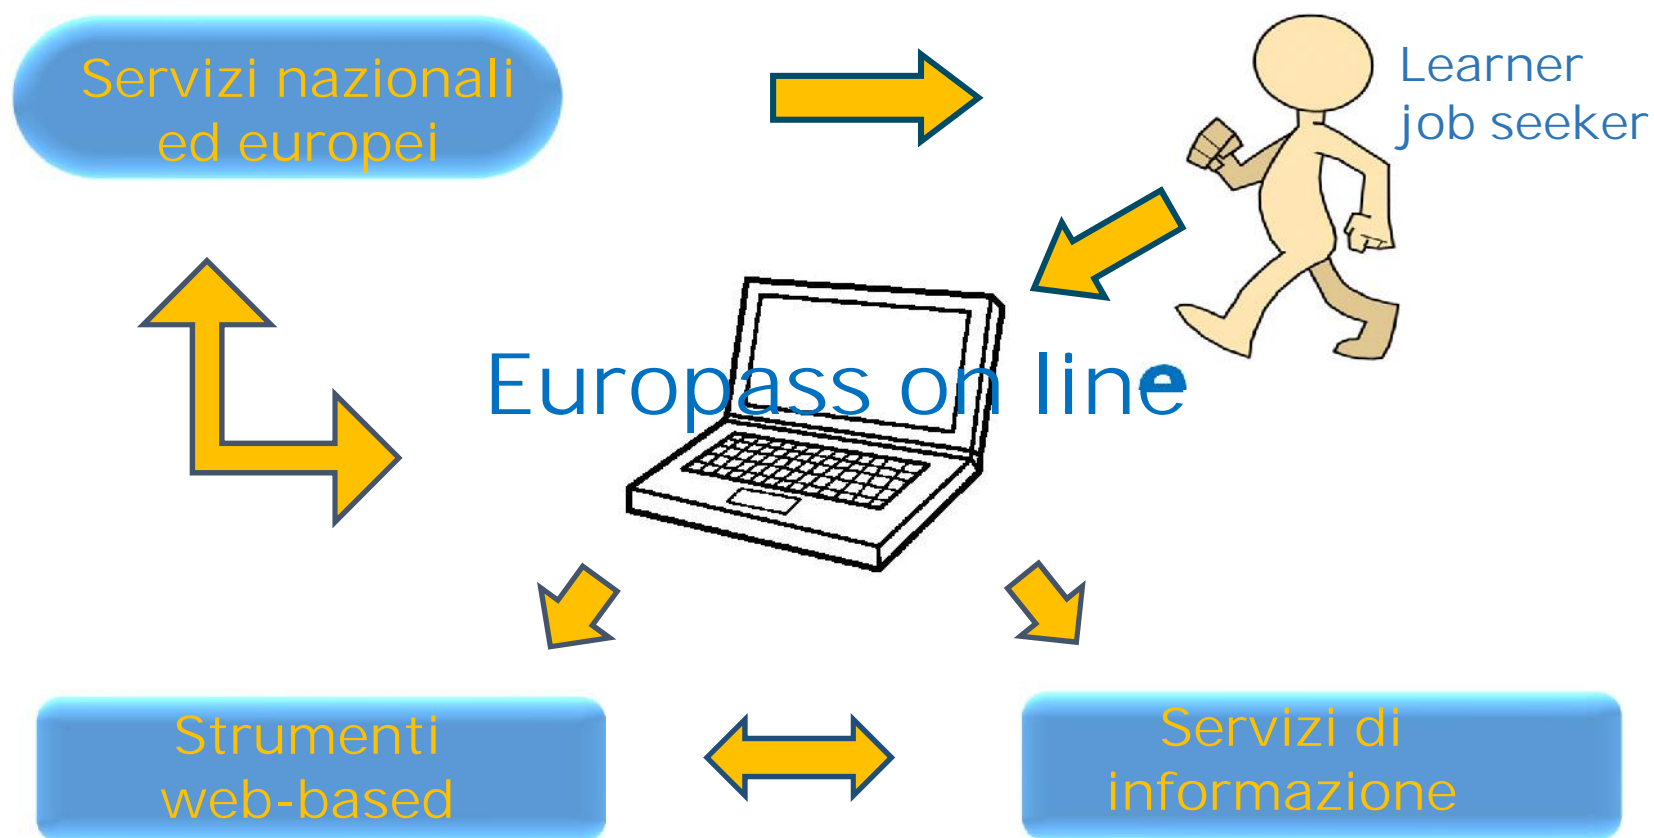 Servizi nazionali
ed europei
Learner
job seeker
Europass on line
Strumenti
web-based
Servizi di
informazione